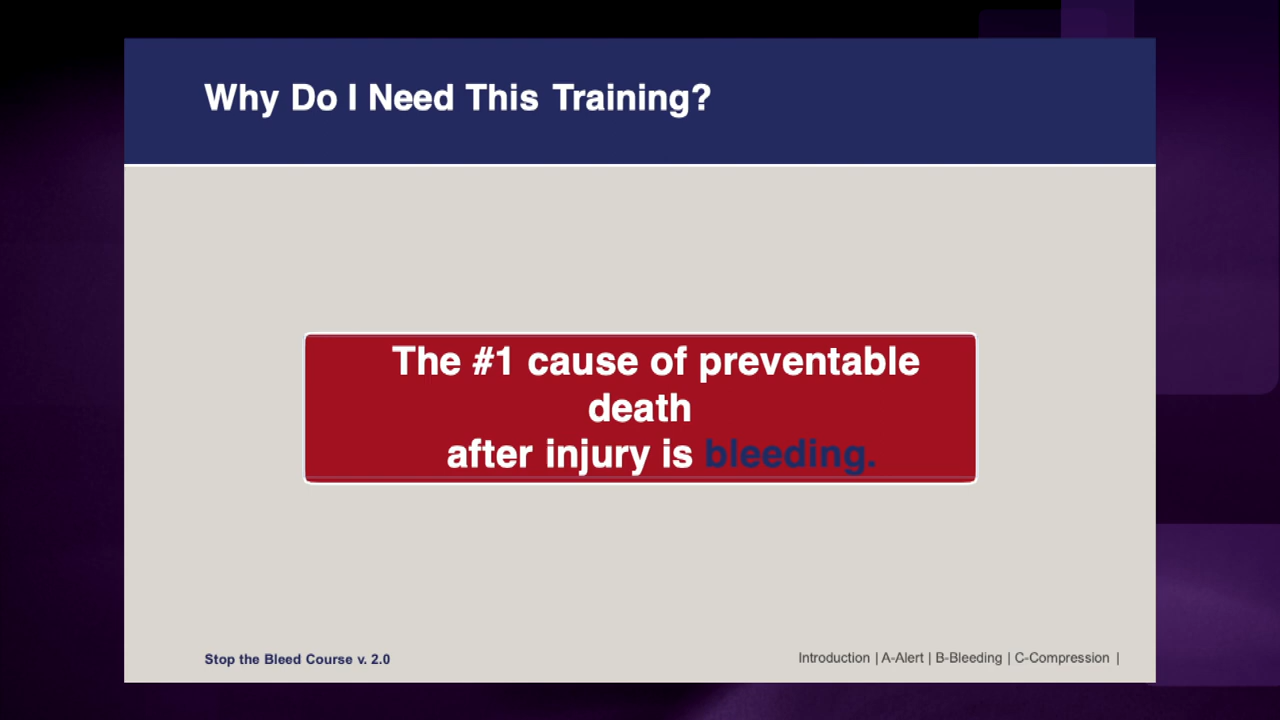 Why Do I Need This Training?
The #1 cause of preventable
death
after injury is bleeding.
Stop the Bleed Course v. 2.0
Introduction | A-Alert | B-Bleeding | C-Compression |